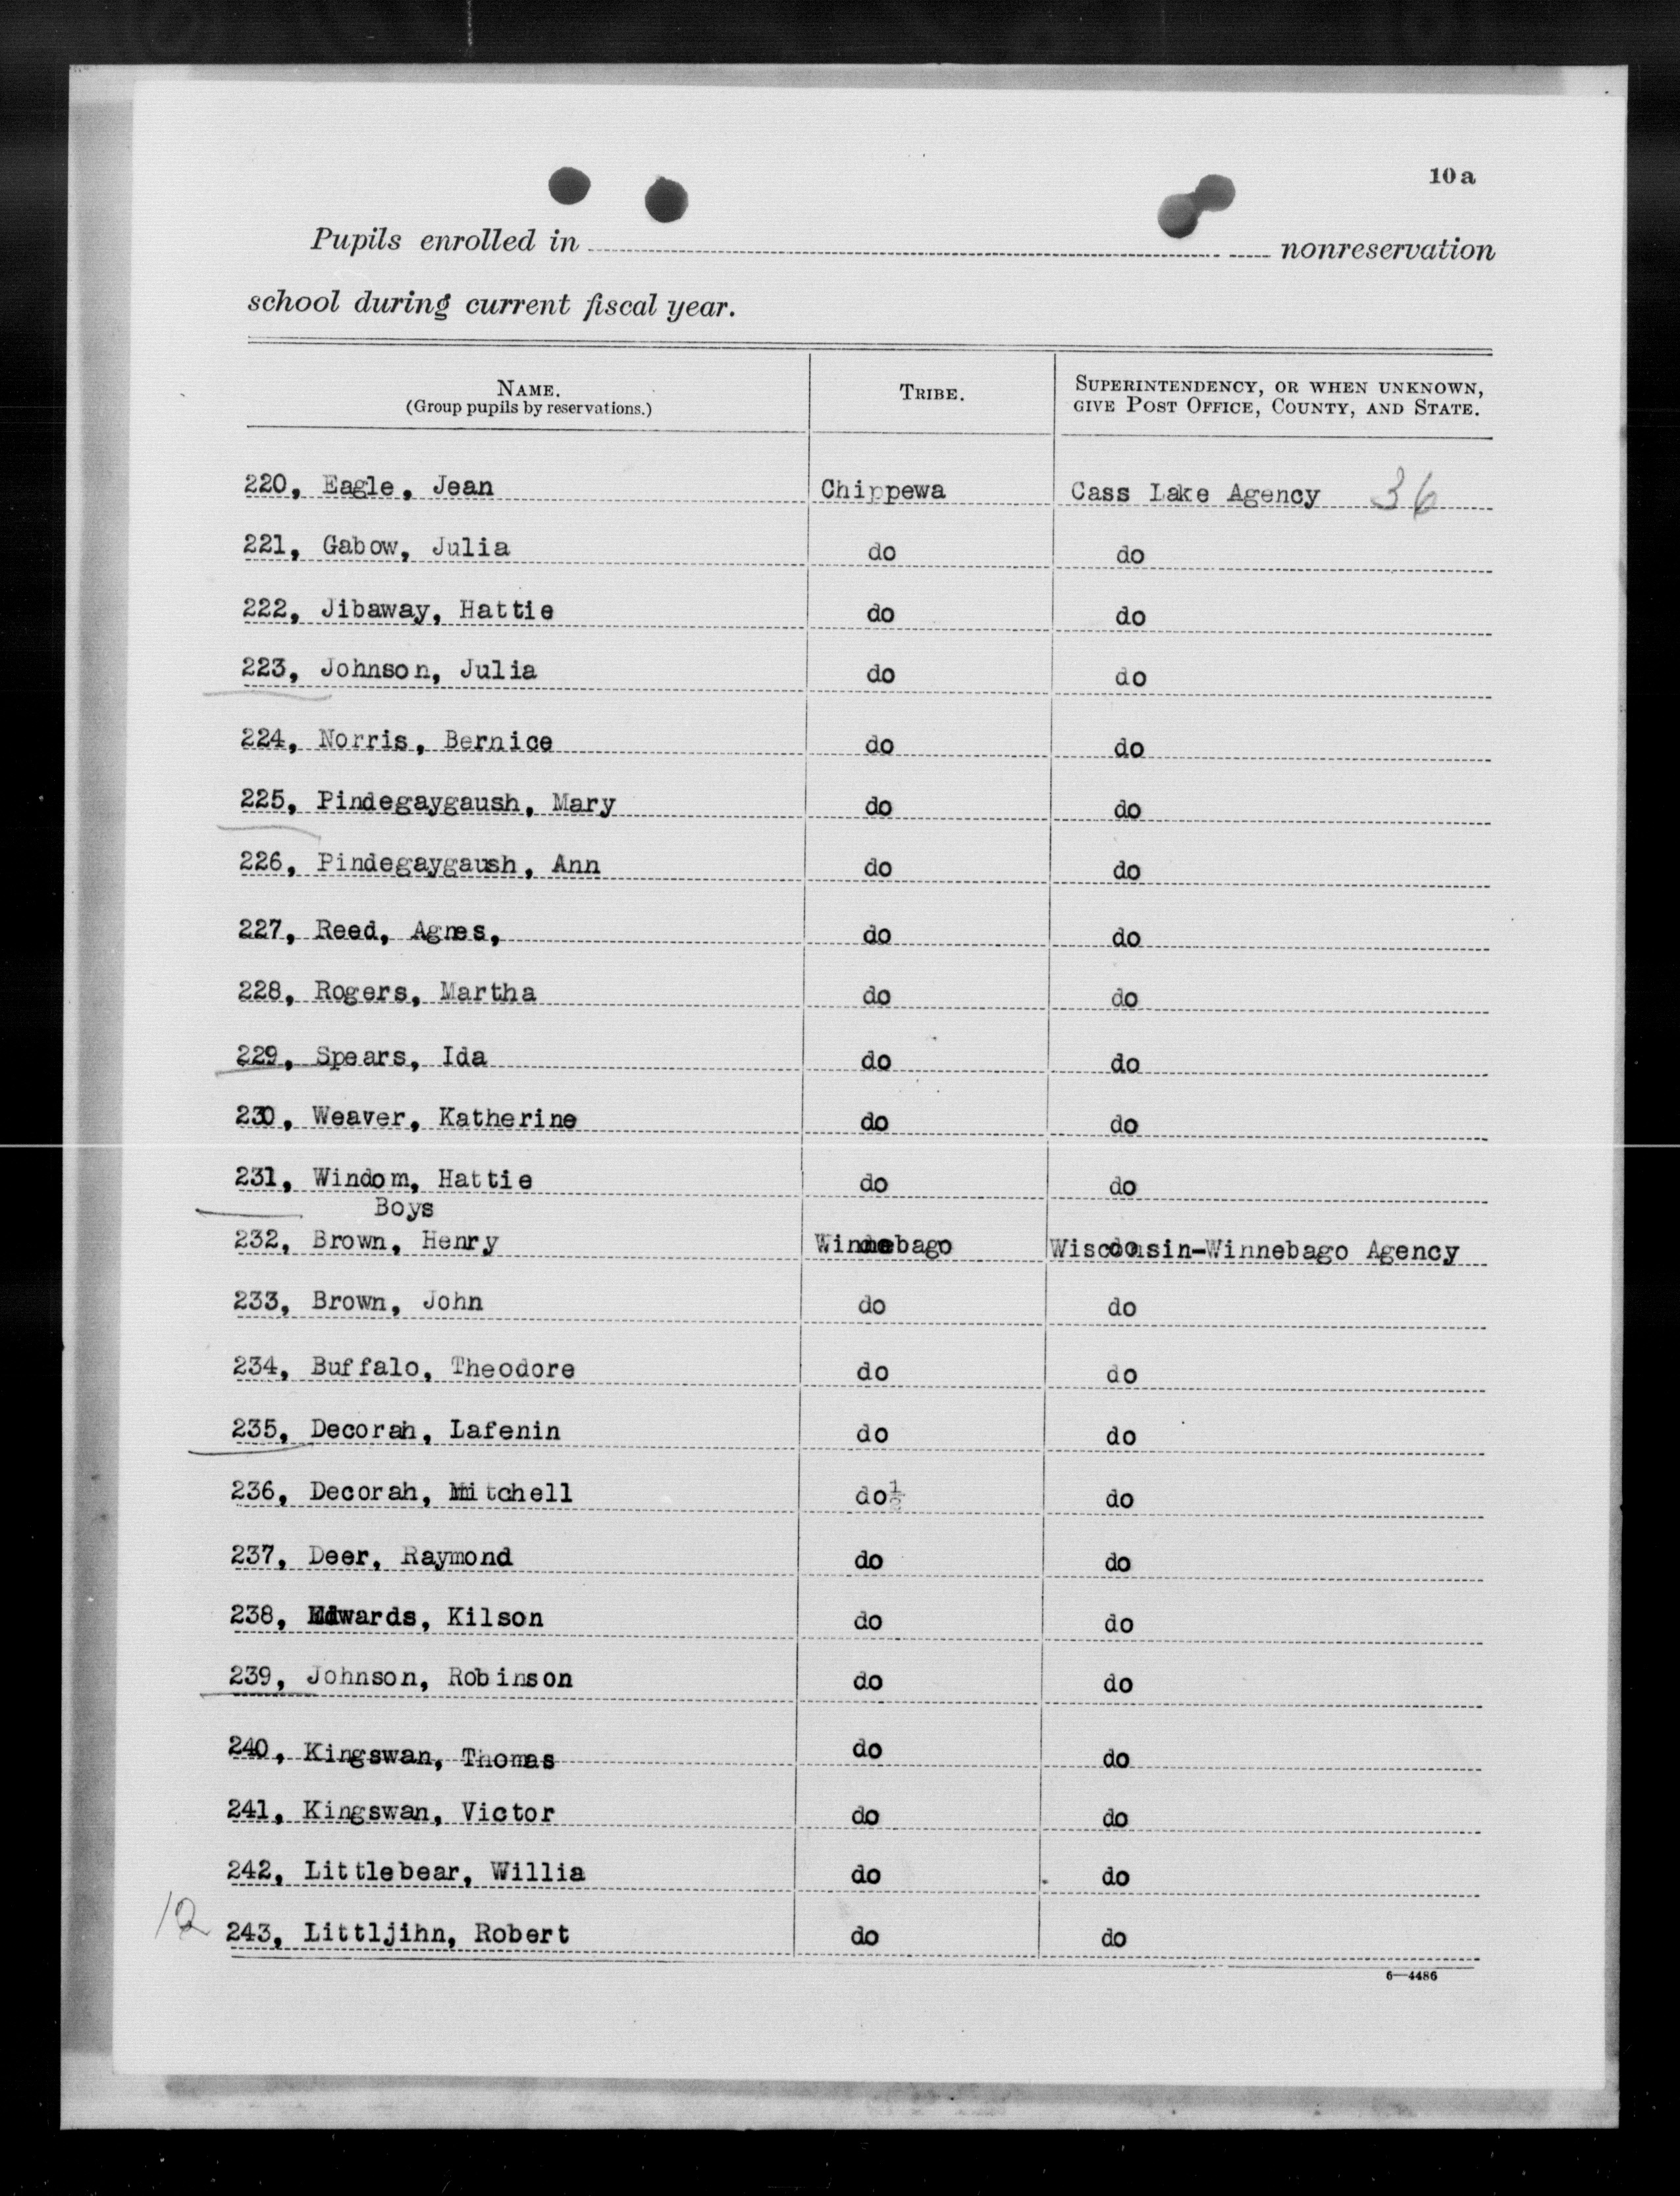 10a
Pupils enrolled in nonreservation
school during current fiscal year.
NAME. TRIBE. SUPERINTENDENCY, OR WHEN UNKNOWN,
(Group pupils by reservations.) GIVE POST OFFICE, COUNTY, AND STATE.
220, Eagle, Jean Chippewa Cass Lake Agency 36
221, Gabow, Julia do do
222, Jibaway, Hattie do do
223, Johnson, Julia do do
224, Norris, Bernice do do
225, Pindegaygaush, Mary do do
226, Pindegaygaush, Ann do do
227, Reed, Agnes, do do
228, Rogers, Martha do do
229, Spears, Ida do do
230, Weaver, Katherine do do
231, Windom, Hattie do do
Boys
232, Brown, Henry Winnebago Wisconsin-Winnebago Agency
233, Brown, John do do
234, Buffalo, Theodore do do
235, Decorah, Lafenin do do
236, Decorah, Mitchell do½ do
237, Deer, Raymond do do
238, Edwards, Kilson do do
239, Johnson, Robinson do do
240, Kingswan, Thomas do do
241, Kingswan, Victor do do
242, Littlebear, Willia do do
12 243, Littljihn, Robert do do
6—4486